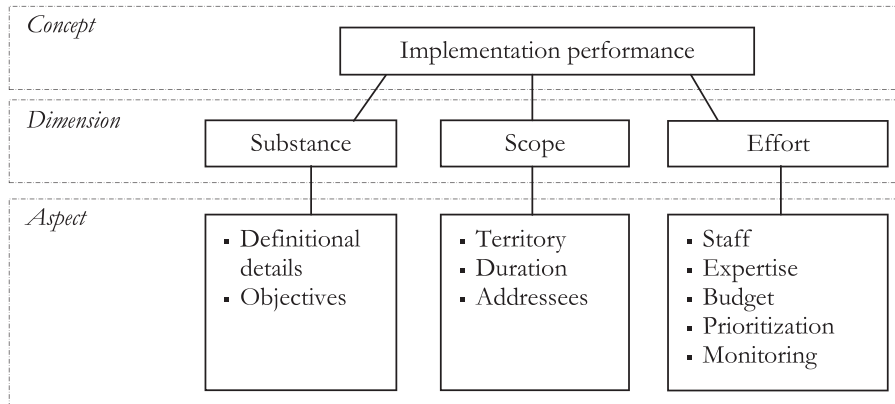 Concept
Implementation performance
Dimension
Substance
Scope
Effort
Aspect
▪ Definitional
details
▪ Objectives
▪ Territory
▪ Duration
▪ Addressees
▪ Staff
▪ Expertise
▪ Budget
▪ Prioritization
▪ Monitoring